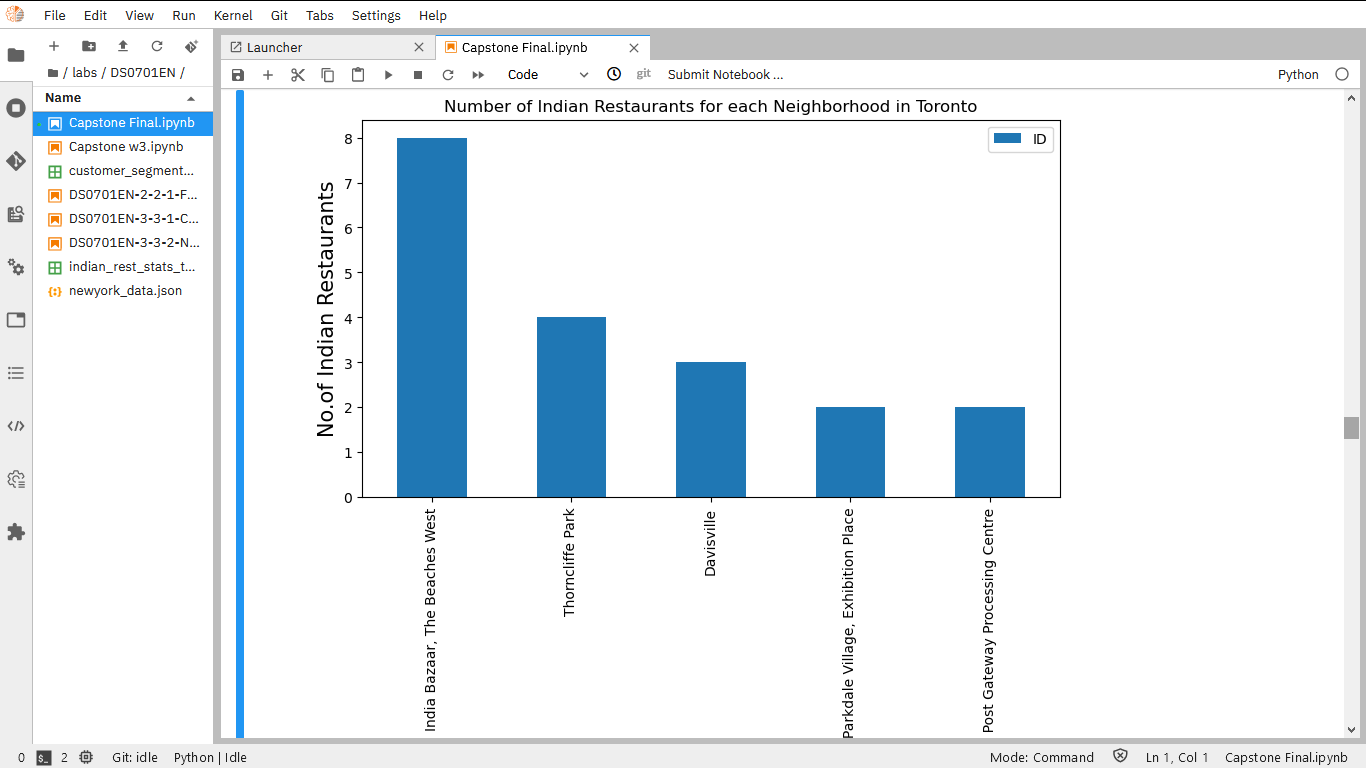 File Edit View Run Kernel Git Tabs Settings Help
/ labs / DS0701EN /
Name
Capstone Final.ipynb
Capstone w3.ipynb
customer_segment...
DS0701EN-2-2-1-F...
DS0701EN-3-3-1-C...
DS0701EN-3-3-2-N...
indian_rest_stats_t...
newyork_data.json
Launcher
Capstone Final.ipynb
Code
git
Submit Notebook ...
Python
Number of Indian Restaurants for each Neighborhood in Toronto
ID
No.of Indian Restaurants
8
7
6
5
4
3
2
1
0
India Bazaar, The Beaches West
Thorncliffe Park
Davisville
Parkdale Village, Exhibition Place
Post Gateway Processing Centre
0 $_ 2 Git: idle Python | Idle Mode: Command Ln 1, Col 1 Capstone Final.ipynb